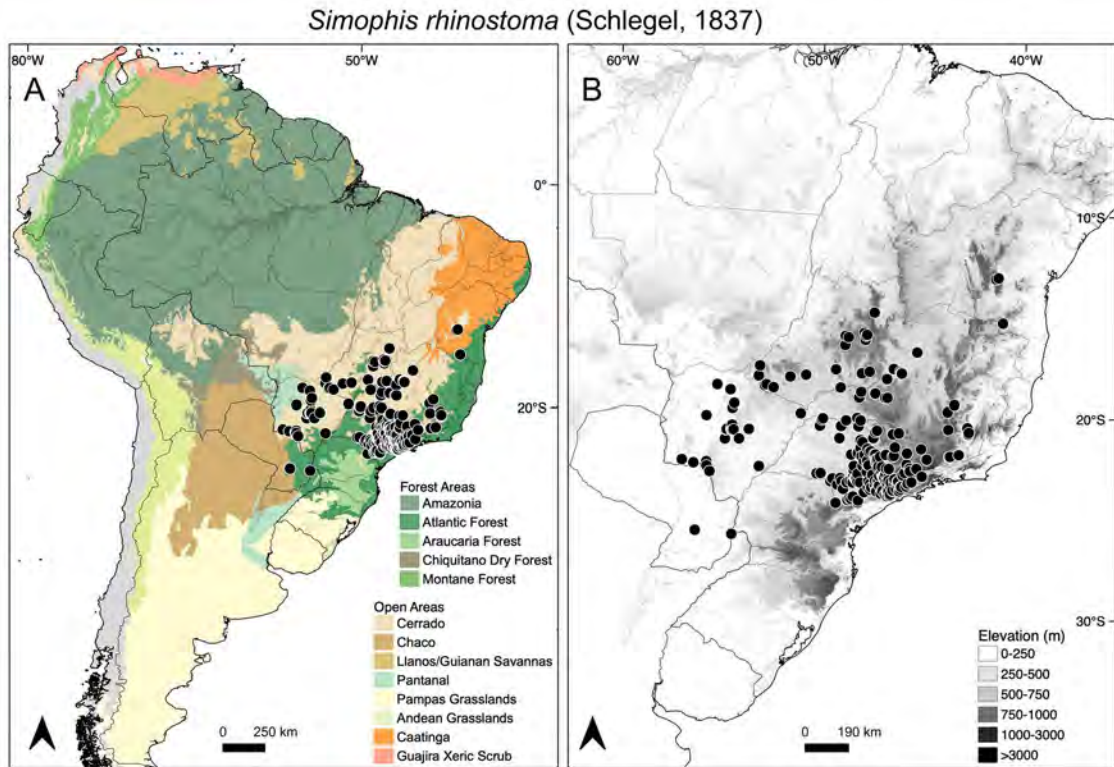 Simophis rhinostoma (Schlegel, 1837)
80°W
50°W
A
0°
20°S
Forest Areas
Amazonia
Atlantic Forest
Araucaria Forest
Chiquitano Dry Forest
Montane Forest
Open Areas
Cerrado
Chaco
Llanos/Guianan Savannas
Pantanal
Pampas Grasslands
Andean Grasslands
Caatinga
Guajira Xeric Scrub
0 250 km
60°W
50°W
40°W
B
10°S
20°S
30°S
Elevation (m)
0-250
250-500
500-750
750-1000
1000-3000
>3000
0 190 km